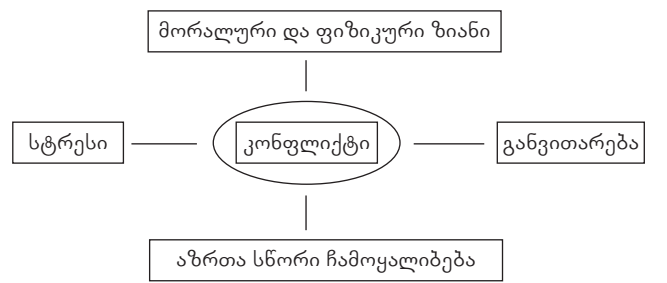 მორალური და ფიზიკური ზიანი
სტრესი
კონფლიქტი
განვითარება
აზრთა სწორი ჩამოყალიბება